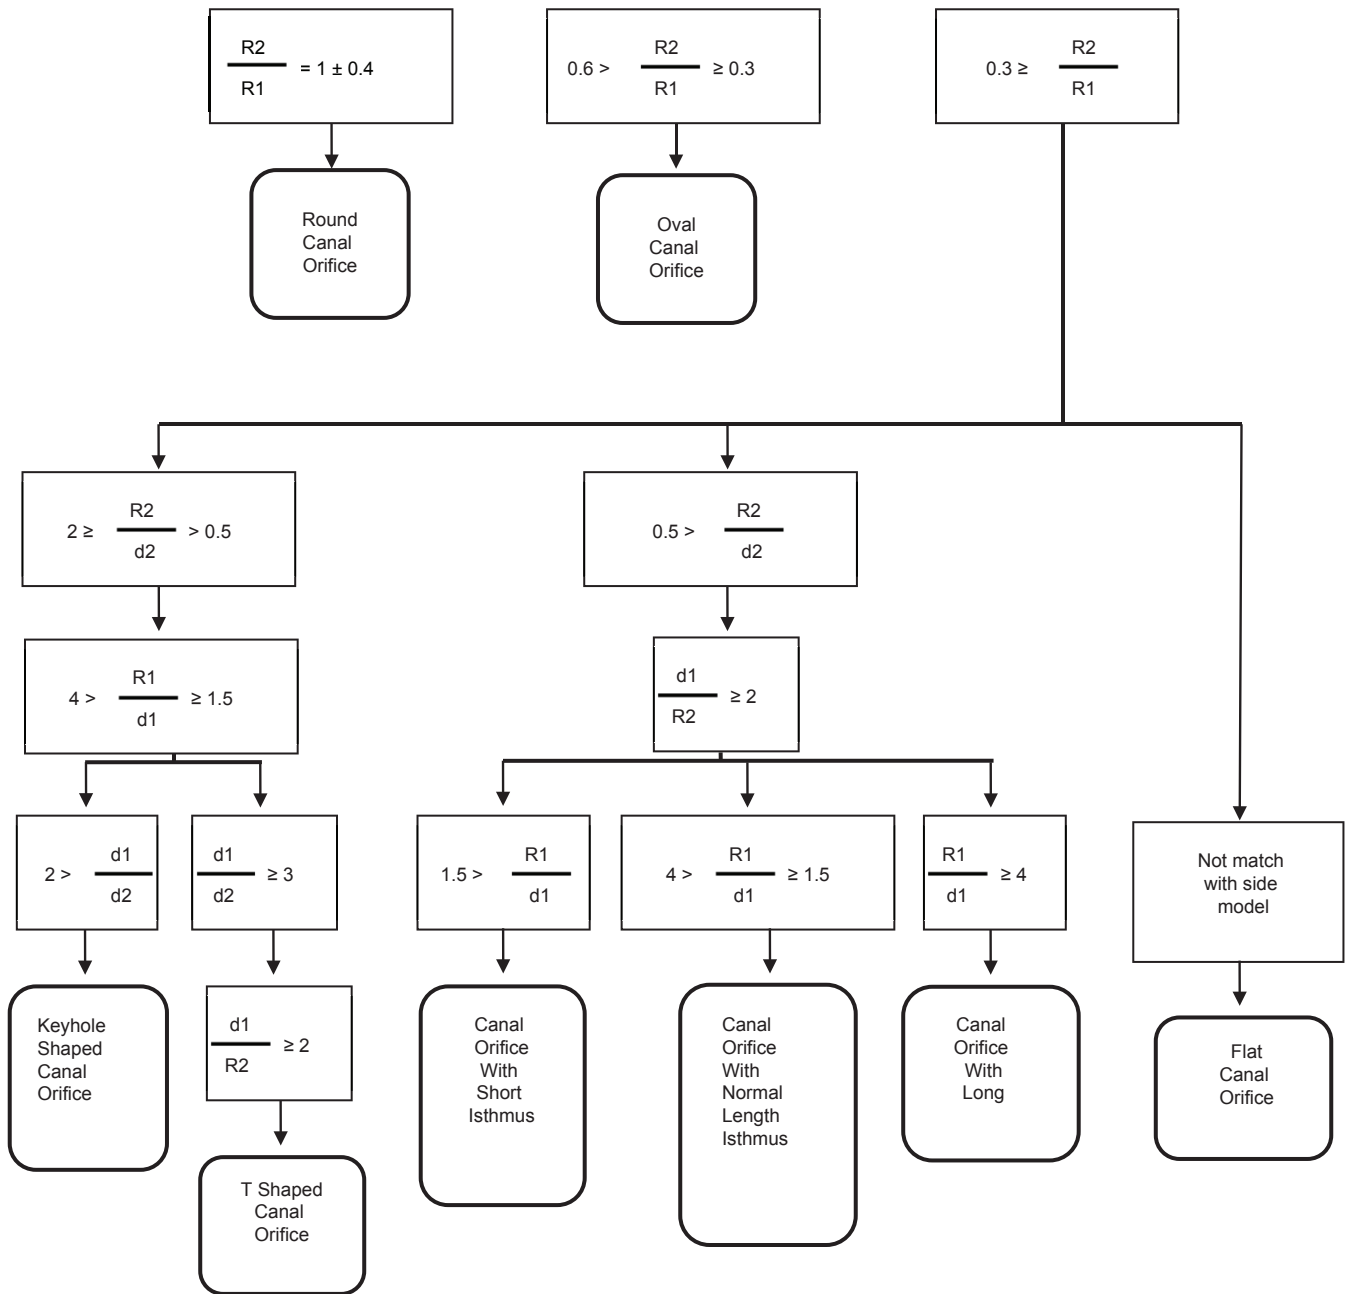 R2
= 1 ± 0.4
R1
R2
0.6 >
≥ 0.3
R1
R2
0.3 ≥
R1
Round
Canal
Orifice
Oval
Canal
Orifice
R2
2 ≥
> 0.5
d2
R2
0.5 >
d2
R1
4 >
≥ 1.5
d1
d1
≥ 2
R2
d1
2 >
d2
d1
≥ 3
d2
R1
1.5 >
d1
R1
4 >
≥ 1.5
d1
R1
≥ 4
d1
Not match
with side
model
Keyhole
Shaped
Canal
Orifice
d1
≥ 2
R2
Canal
Orifice
With
Short
Isthmus
Canal
Orifice
With
Normal
Length
Isthmus
Canal
Orifice
With
Long
Flat
Canal
Orifice
T Shaped
Canal
Orifice